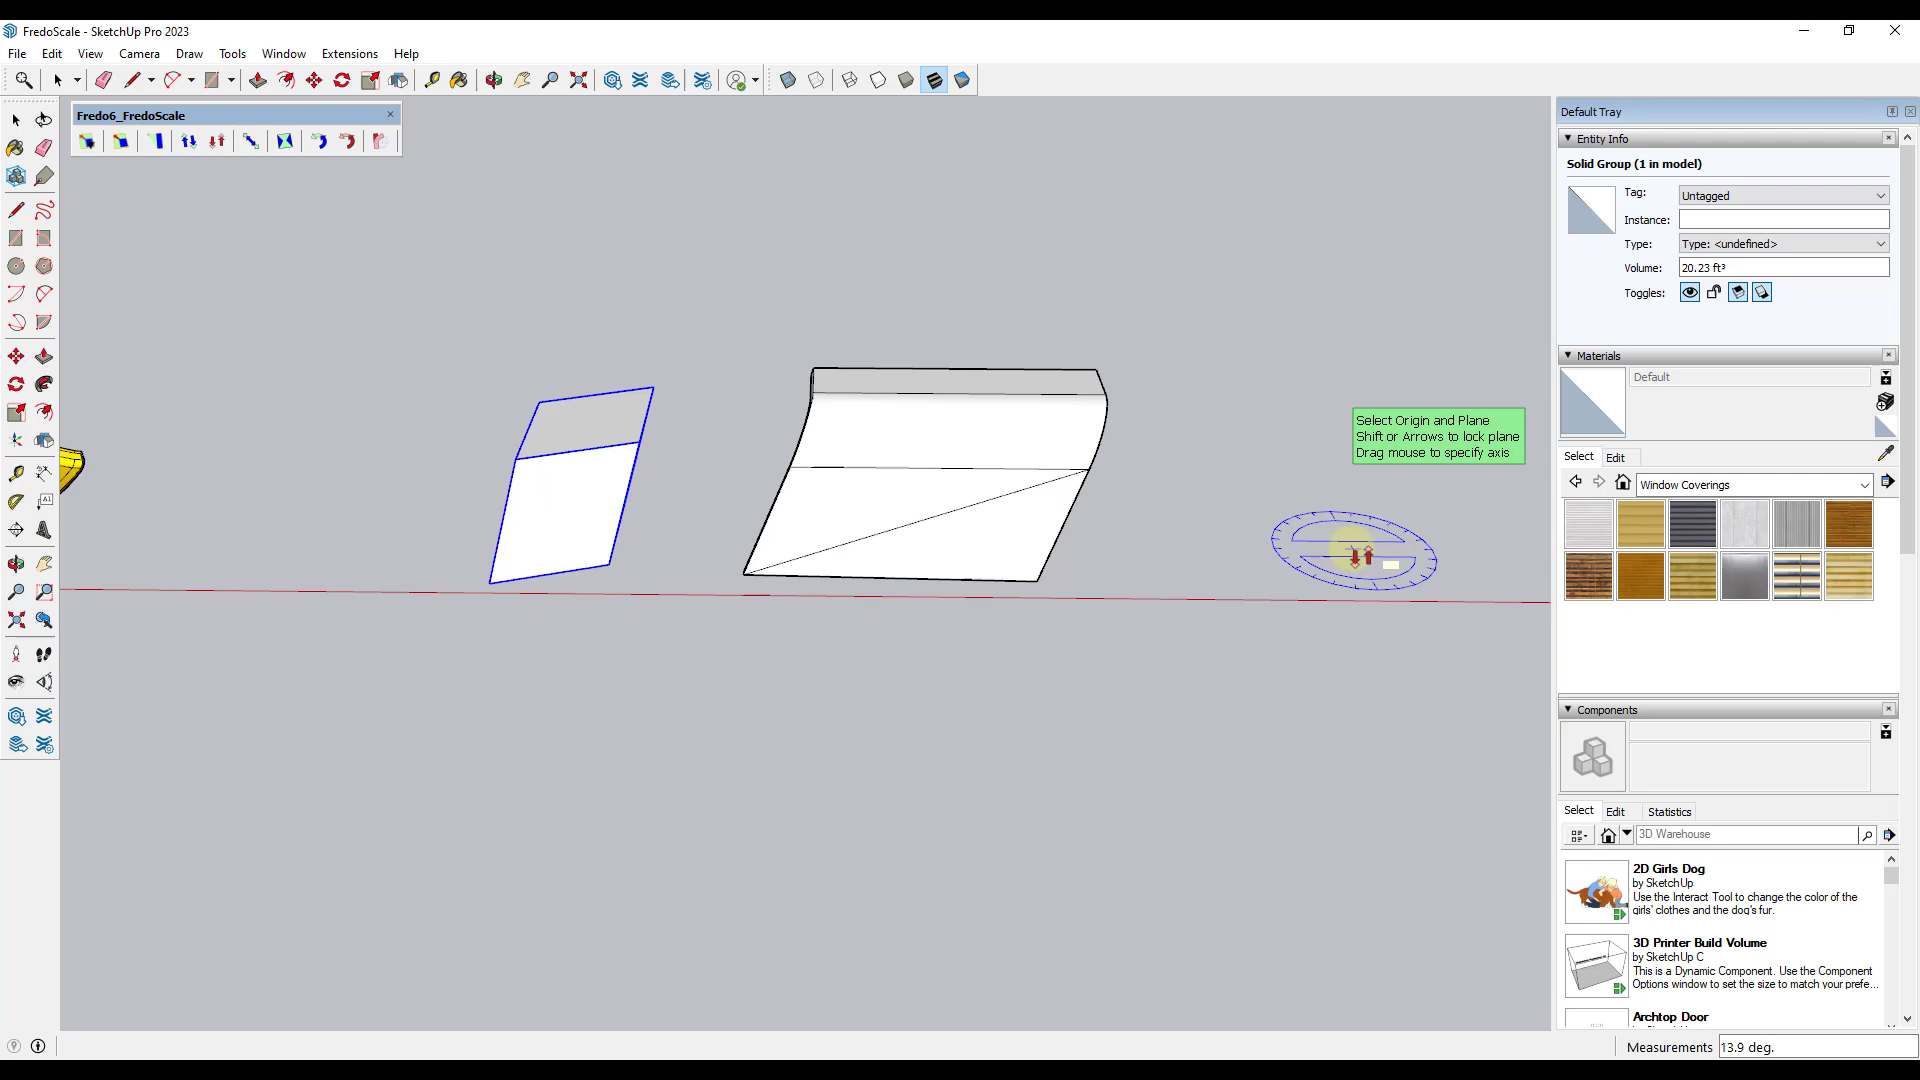 FredoScale - SketchUp Pro 2023
File Edit View Camera Draw Tools Window Extensions Help
Fredo6_FredoScale
Select Origin and Plane
Shift or Arrows to lock plane
Drag mouse to specify axis
Default Tray
Entity Info
Solid Group (1 in model)
Tag: Untagged
Instance:
Type: Type: <undefined>
Volume: 20.23 ft³
Toggles:
Materials
Default
Select Edit
Window Coverings
Components
Select Edit Statistics
3D Warehouse
2D Girls Dog
by SketchUp
Use the Interact Tool to change the color of the
girls' clothes and the dog's fur.
3D Printer Build Volume
by SketchUp C
This is a Dynamic Component. Use the Component
Options window to set the size to match your prefe...
Archtop Door
Measurements 13.9 deg.